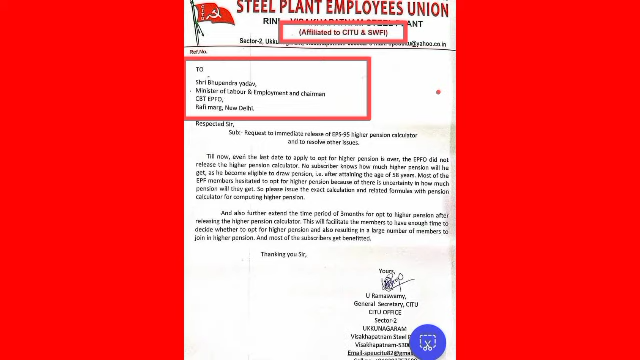 STEEL PLANT EMPLOYEES UNION
RINL - VISAKHAPATNAM STEEL PLANT
(Affiliated to CITU & SWFI)
Sector-2, Ukkunagaram
@yahoo.co.in
Ref.No.
TO
Shri Bhupendra yadav,
Minister of Labour & Employment and chairman
CBT EPFO,
Rafi marg, New Delhi.
Respected Sir,
Sub:- Request to immediate release of EPS-95 higher pension calculator
and to resolve other issues.
Till now, even the last date to apply to opt for higher pension is over, the EPFO did not
release the higher pension calculator. No subscriber knows how much higher pension will be
get, as he become eligible to draw pension, i.e. after attaining the age of 58 years. Most of the
EPF members hesitated to opt for higher pension because of there is uncertainty in how much
pension will they get. So please issue the exact calculation and related formulas with pension
calculator for computing higher pension.
And also further extend the time period of 3months for opt to higher pension after
releasing the higher pension calculator. This will facilitate the members to have enough time to
decide whether to opt for higher pension and also resulting in a large number of members to
join in higher pension. And most of the subscribers get benefitted.
Thanking you Sir,
Yours,
U Ramaswamy,
General Secretary, CITU
CITU OFFICE
Sector-2
UKKUNAGARAM
Visakhapatnam Steel
Visakhapatnam-5300